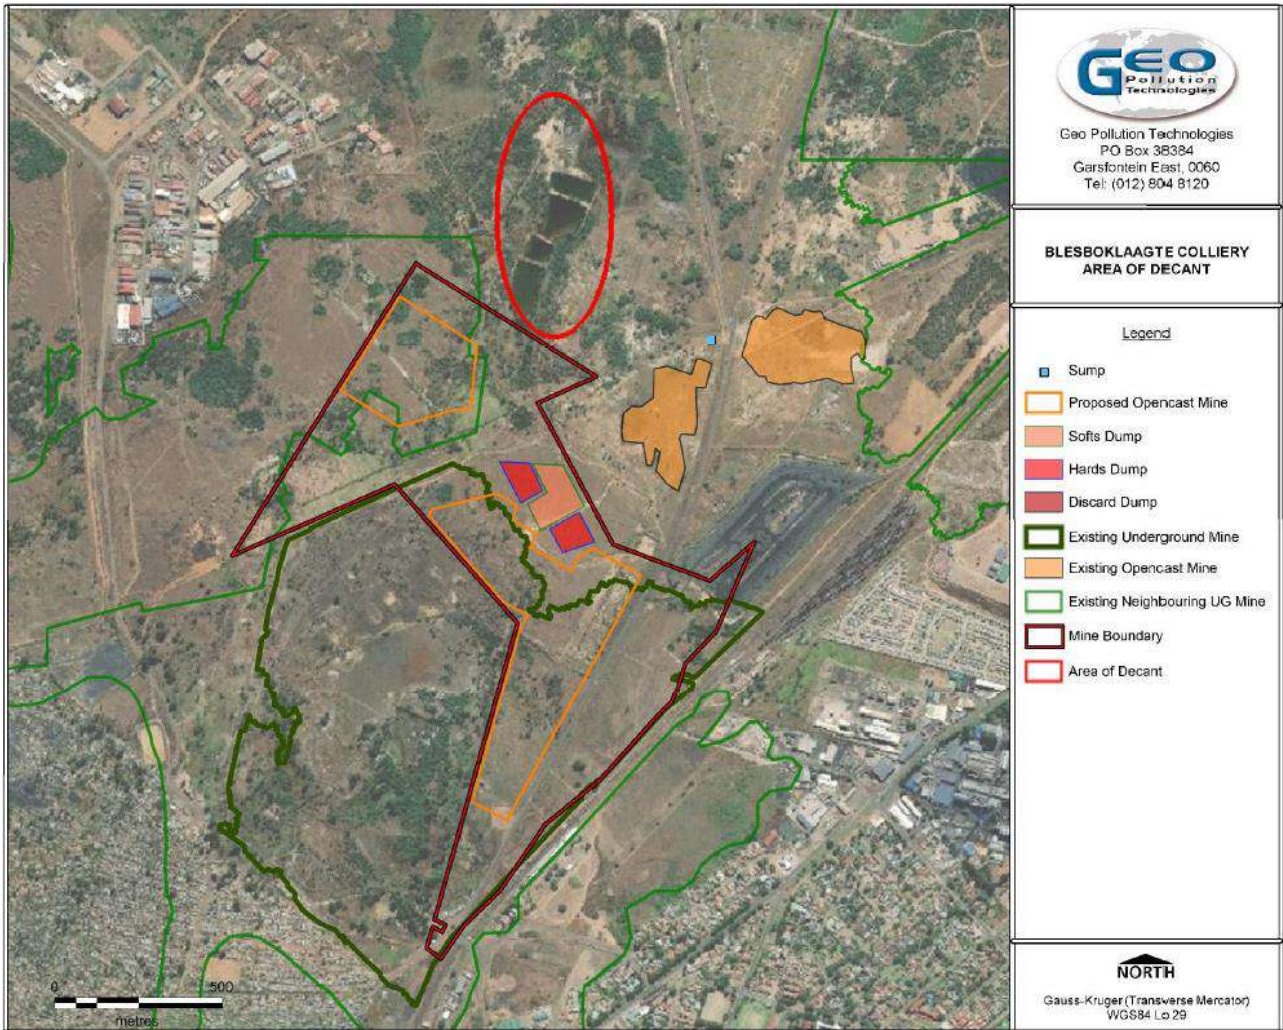 GEO
Pollution
Technologies
Geo Pollution Technologies
PO Box 38384
Garsfontein East, 0060
Tel: (012) 804 8120
BLESBOKLAAGTE COLLIERY
AREA OF DECANT
Legend
Sump
Proposed Opencast Mine
Softs Dump
Hards Dump
Discard Dump
Existing Underground Mine
Existing Opencast Mine
Existing Neighbouring UG Mine
Mine Boundary
Area of Decant
0 500
metres
NORTH
Gauss-Kruger (Transverse Mercator)
WGS84 Lo 29